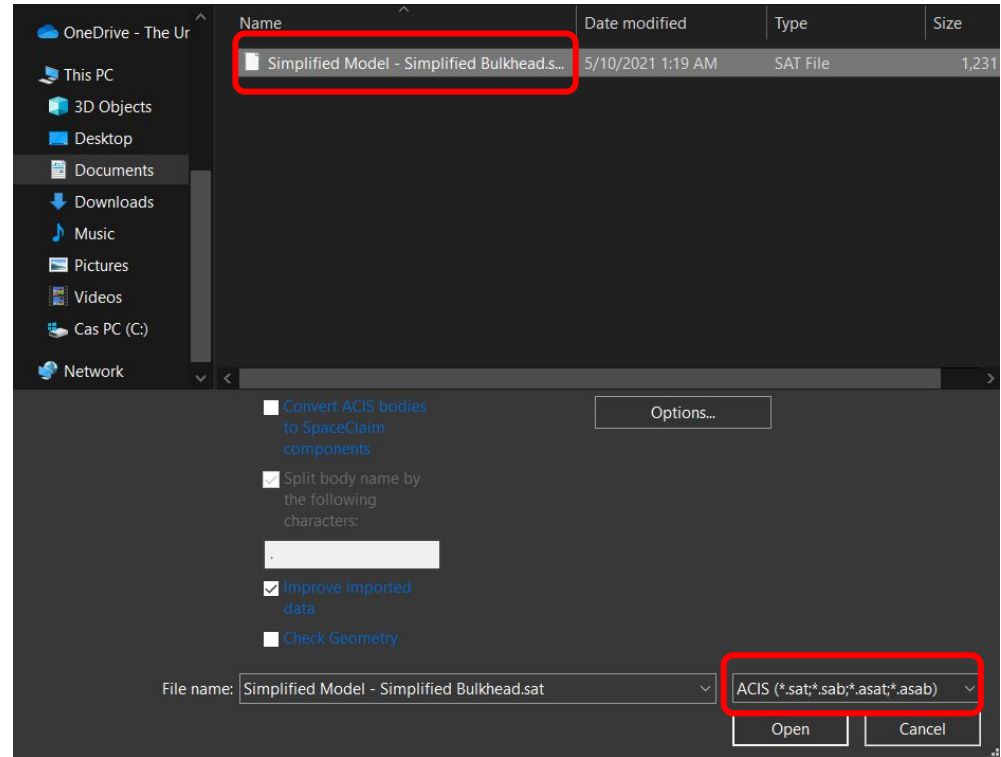 OneDrive - The Ur
This PC
3D Objects
Desktop
Documents
Downloads
Music
Pictures
Videos
Cas PC (C:)
Network
Name Date modified Type Size
Simplified Model - Simplified Bulkhead.s... 5/10/2021 1:19 AM SAT File 1,231
Convert ACIS bodies
to SpaceClaim
components
Options...
Split body name by
the following
characters:
.
Improve imported
data
Check Geometry
File name: Simplified Model - Simplified Bulkhead.sat ACIS (*.sat;*.sab;*.asat;*.asab)
Open Cancel